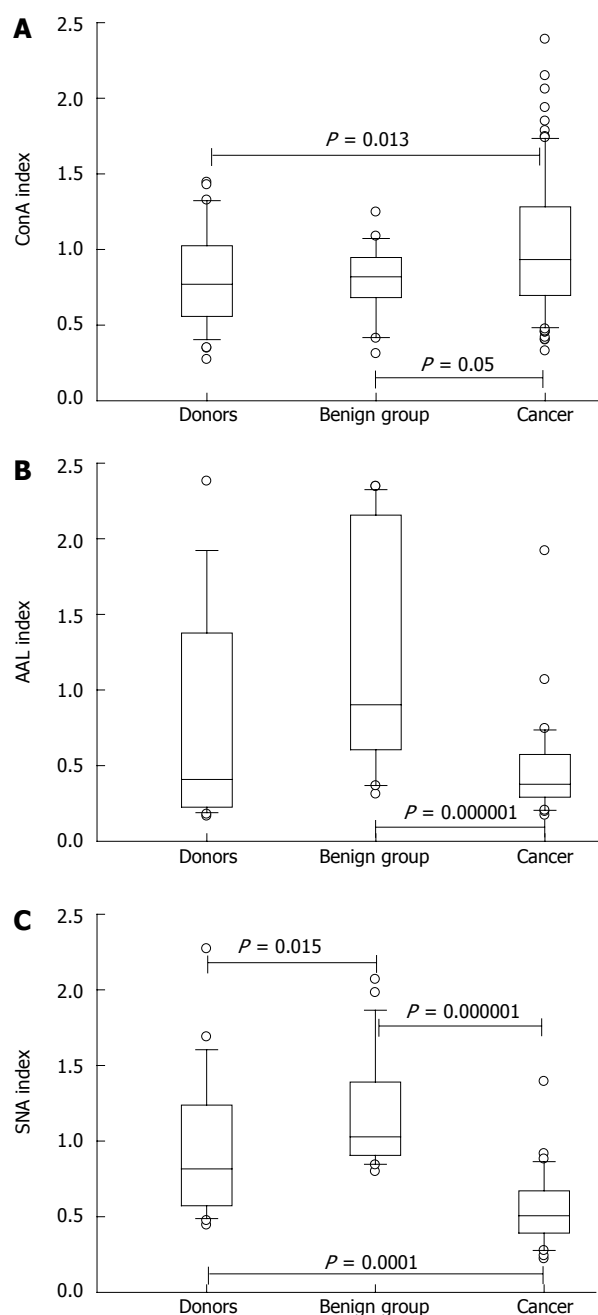 A
2.5
2.0
P = 0.013
1.5
ConA index
1.0
0.5
P = 0.05
0.0
Donors Benign group Cancer
B
2.5
2.0
1.5
AAL index
1.0
0.5
P = 0.000001
0.0
Donors Benign group Cancer
C
2.5
P = 0.015
2.0
P = 0.000001
1.5
SNA index
1.0
0.5
P = 0.0001
0.0
Donors Benign group Cancer